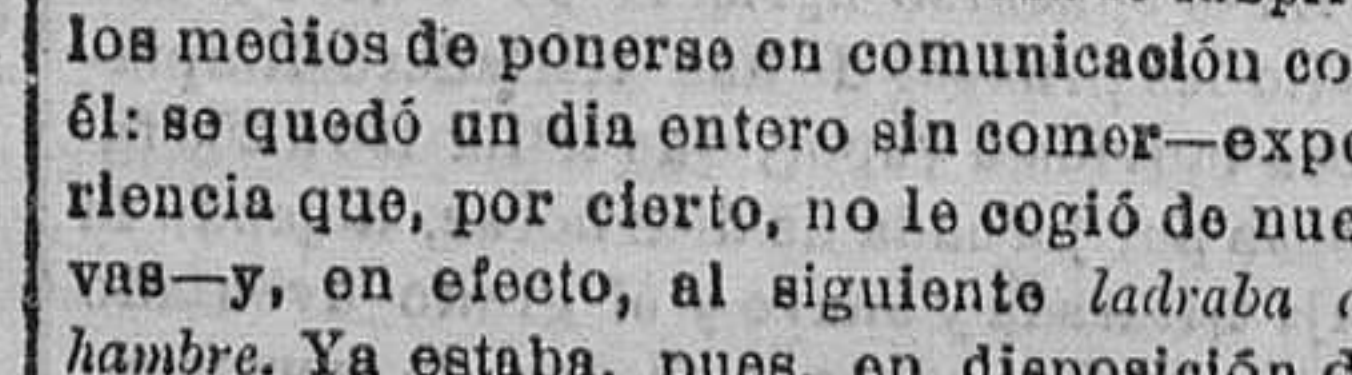 los medios de ponerse en comunicación co
él: se quedó un dia entero sin comer—expe
riencia que, por cierto, no le cogió de nue
vas—y, en efecto, al siguiente ladraba
hambre. Ya estaba, pues, en disposición d